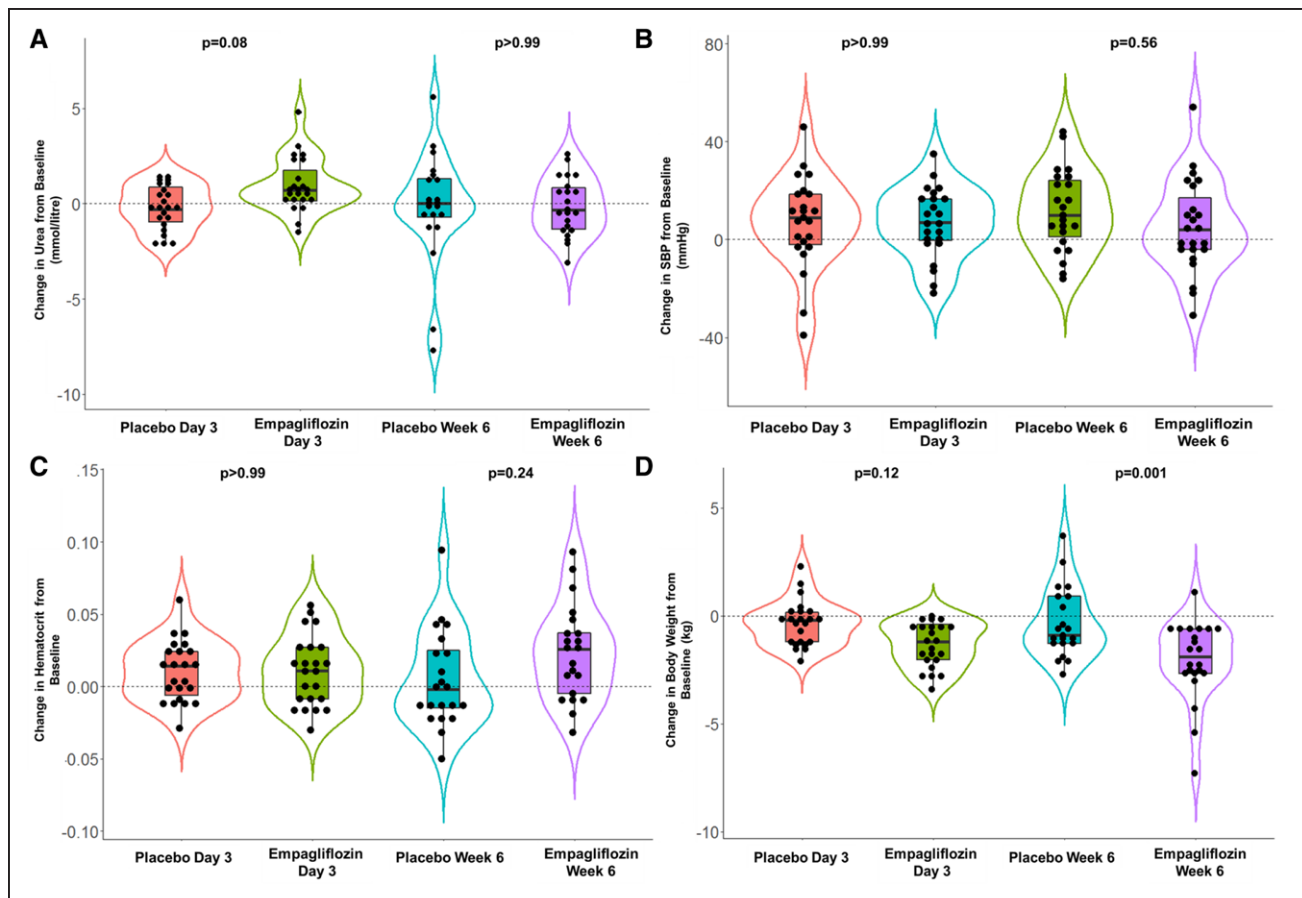 A
p=0.08
p>0.99
5
0
-5
-10
Change in Urea from Baseline
(mmol/litre)
Placebo Day 3
Empagliflozin
Day 3
Placebo Week 6
Empagliflozin
Week 6
B
p>0.99
p=0.56
80
40
0
-40
Change in SBP from Baseline
(mmHg)
Placebo Day 3
Empagliflozin
Day 3
Placebo Week 6
Empagliflozin
Week 6
C
p>0.99
p=0.24
.15
0.10
0.05
0.00
-0.05
-0.10
Change in Hematocrit from
Baseline
Placebo Day 3
Empagliflozin
Day 3
Placebo Week 6
Empagliflozin
Week 6
D
p=0.12
p=0.001
5
0
-5
-10
Change in Body Weight from
Baseline (kg)
Placebo Day 3
Empagliflozin
Day 3
Placebo Week 6
Empagliflozin
Week 6